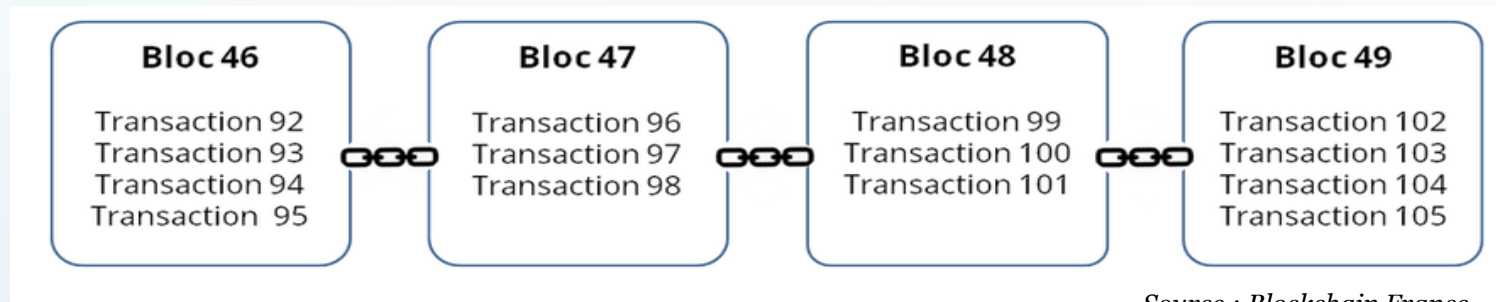 Bloc 46
Transaction 92
Transaction 93
Transaction 94
Transaction 95
Bloc 47
Transaction 96
Transaction 97
Transaction 98
Bloc 48
Transaction 99
Transaction 100
Transaction 101
Bloc 49
Transaction 102
Transaction 103
Transaction 104
Transaction 105
Source : Blockchain France